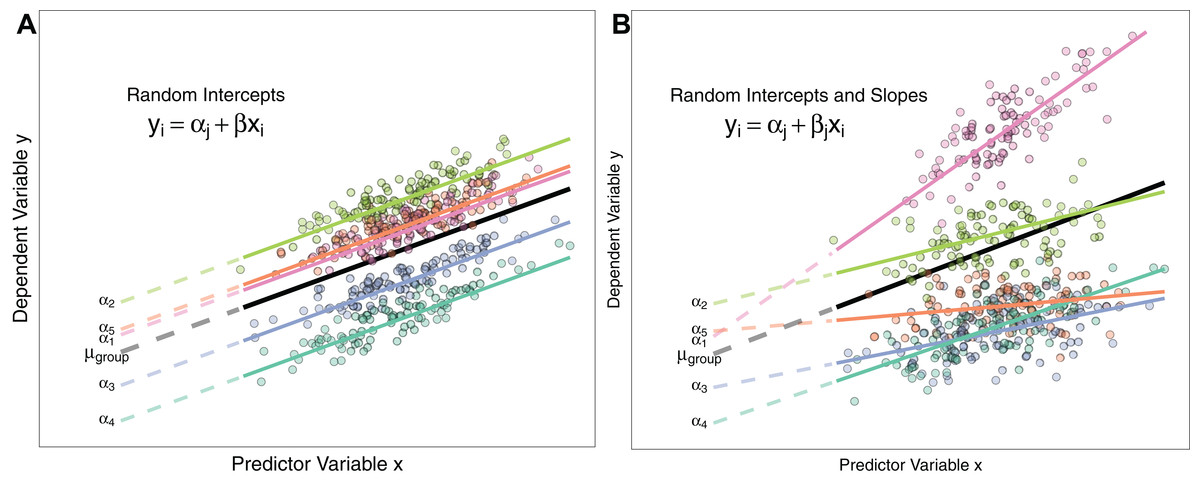 A
Random Intercepts
yᵢ = αⱼ + βxᵢ
Dependent Variable y
α₂
α₅
α₁
μgroup
α₃
α₄
Predictor Variable x
B
Random Intercepts and Slopes
yᵢ = αⱼ + βⱼxᵢ
Dependent Variable y
α₂
α₅
α₁
μgroup
α₃
α₄
Predictor Variable x